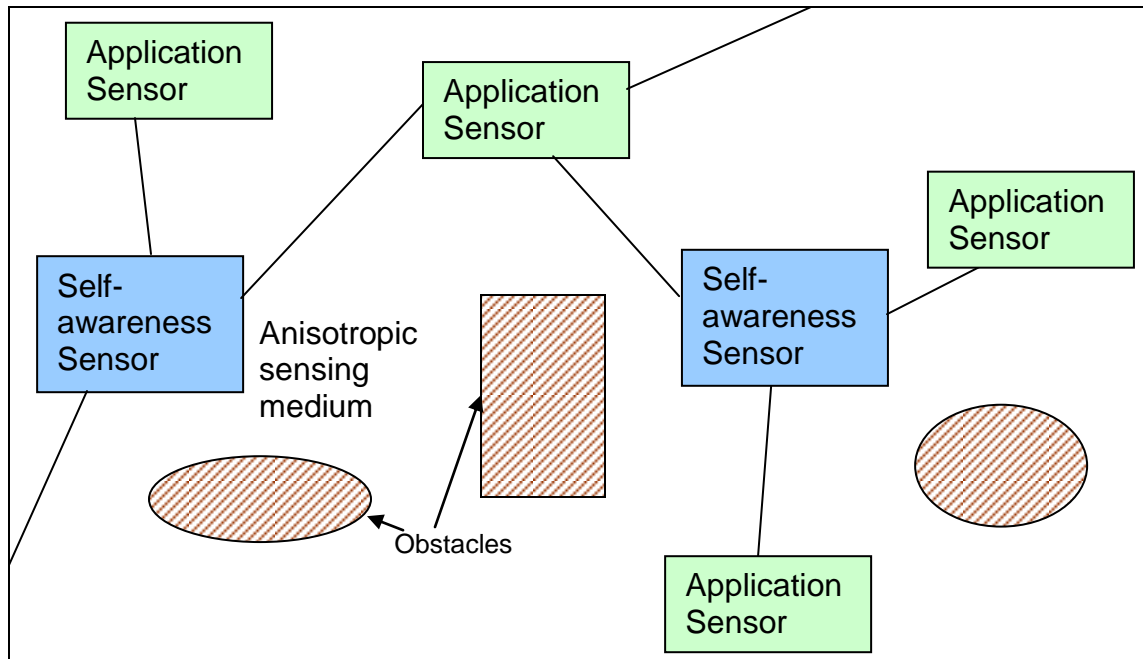 Application
Sensor
Application
Sensor
Application
Sensor
Self-
awareness
Sensor
Self-
awareness
Sensor
Anisotropic
sensing
medium
Obstacles
Application
Sensor